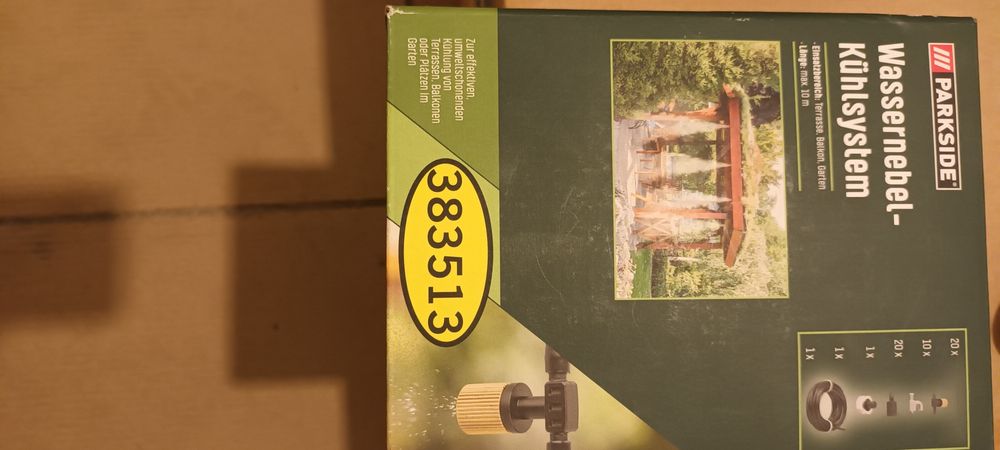 /// PARKSIDE®
Wassernebel-
Kühlsystem
· Einsatzbereich: Terrasse, Balkon, Garten
· Länge: max. 10 m
20 x
10 x
20 x
1 x
1 x
1 x
Zur effektiven,
umweltschonenden
Kühlung von
Terrassen, Balkonen
oder Plätzen im
Garten
383513